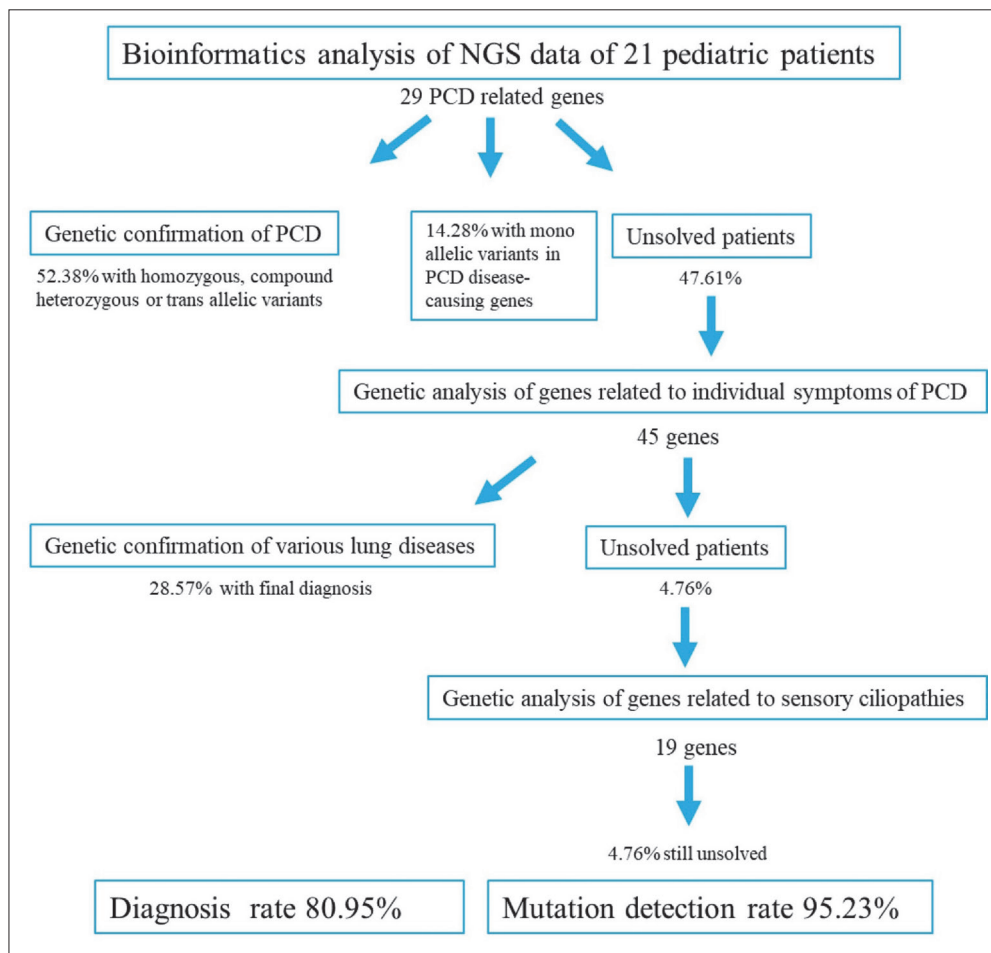 Bioinformatics analysis of NGS data of 21 pediatric patients
29 PCD related genes
Genetic confirmation of PCD
52.38% with homozygous, compound
heterozygous or trans allelic variants
14.28% with mono
allelic variants in
PCD disease-
causing genes
Unsolved patients
47.61%
Genetic analysis of genes related to individual symptoms of PCD
45 genes
Genetic confirmation of various lung diseases
28.57% with final diagnosis
Unsolved patients
4.76%
Genetic analysis of genes related to sensory ciliopathies
19 genes
4.76% still unsolved
Diagnosis rate 80.95%
Mutation detection rate 95.23%